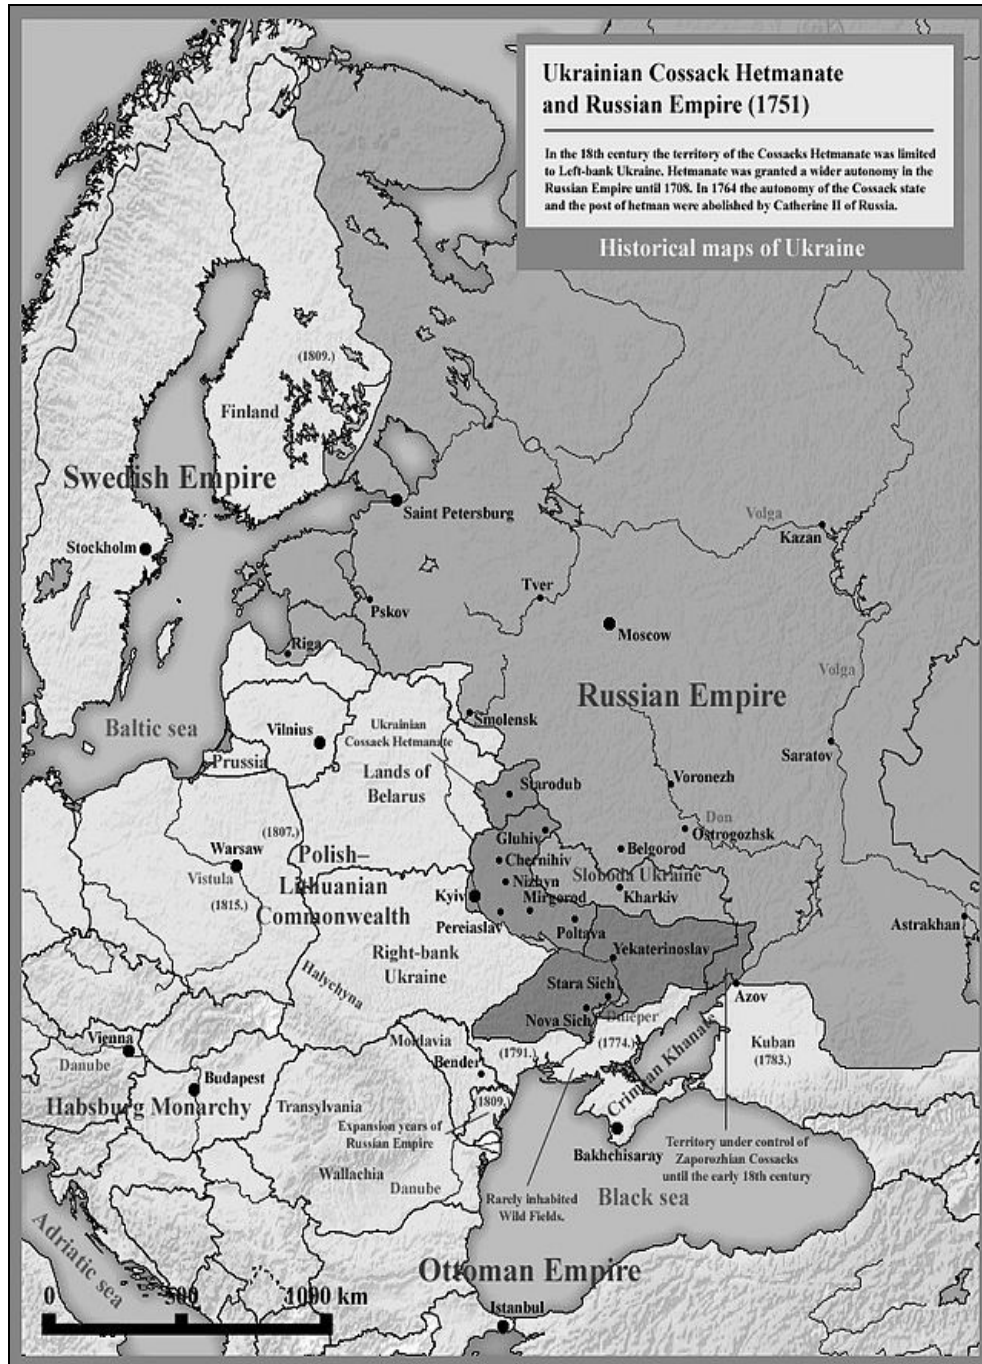 Ukrainian Cossack Hetmanate
and Russian Empire (1751)
In the 18th century the territory of the Cossacks Hetmanate was limited
to Left-bank Ukraine. Hetmanate was granted a wider autonomy in the
Russian Empire until 1708. In 1764 the autonomy of the Cossack state
and the post of hetman were abolished by Catherine II of Russia.
Historical maps of Ukraine
(1809.)
Finland
Swedish Empire
Saint Petersburg
Volga
Kazan
Stockholm
Tver
Pskov
Moscow
Riga
Volga
Russian Empire
Smolensk
Baltic sea
Vilnius
Ukrainian
Cossack Hetmanate
Saratov
Prussia
Lands of
Belarus
Starodub
Voronezh
Don
Ostrogozhsk
(1807.)
Gluhiv
Warsaw
Polish–
Lithuanian
Commonwealth
Belgorod
Chernihiv
Vistula
Sloboda Ukraine
Nizhyn
Kyiv
Mirgorod
Kharkiv
(1815.)
Pereiaslav
Poltava
Astrakhan
Right-bank
Ukraine
Yekaterinoslav
Halychyna
Stara Sich
Azov
Nova Sich
Dnieper
Vienna
Moldavia
(1791.)
(1774.)
Kuban
(1783.)
Danube
Bender
Crimean Khanate
Budapest
Habsburg Monarchy
Transylvania
(1809.)
Expansion years of
Russian Empire
Bakhchisaray
Territory under control of
Zaporozhian Cossacks
until the early 18th century
Wallachia
Danube
Rarely inhabited
Wild Fields.
Black sea
Adriatic sea
Ottoman Empire
0 500 1000 km
Istanbul